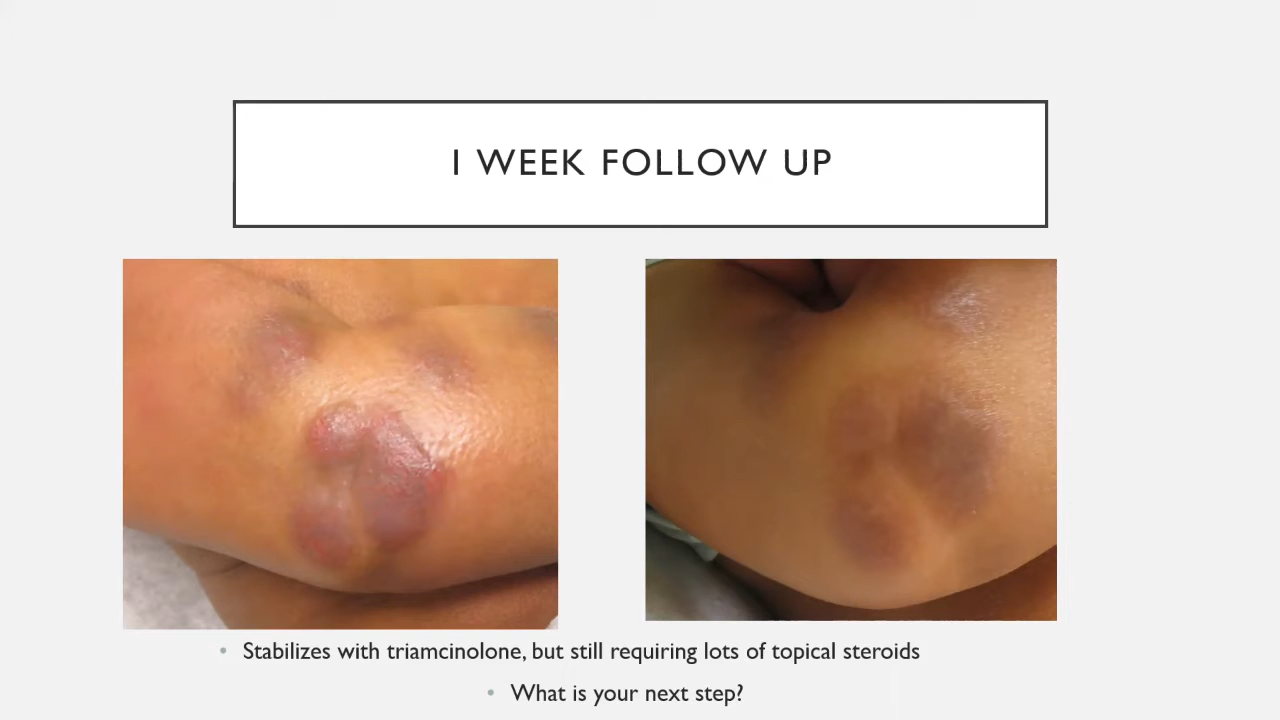 1 WEEK FOLLOW UP
• Stabilizes with triamcinolone, but still requiring lots of topical steroids
• What is your next step?